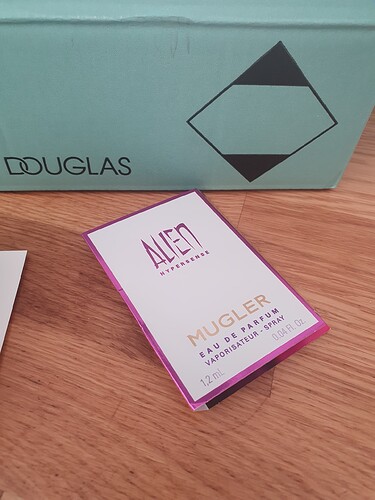 DOUGLAS
ALIEN
HYPERSENSE
MUGLER
EAU DE PARFUM
VAPORISATEUR - SPRAY
1,2 ml 0.04 Fl. Oz.